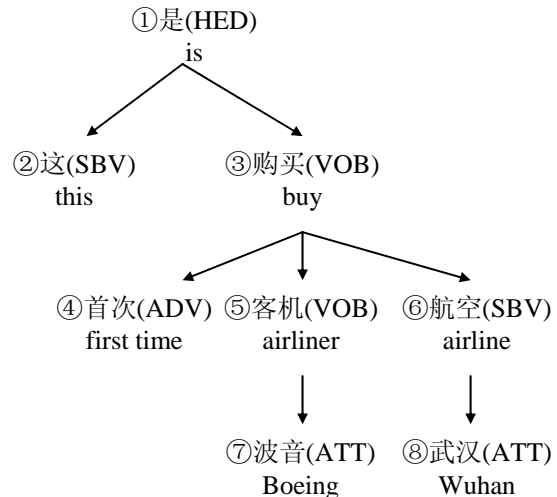 ①是(HED)
is
②这(SBV) ③购买(VOB)
this buy
④首次(ADV) ⑤客机(VOB) ⑥航空(SBV)
first time airliner airline
⑦波音(ATT) ⑧武汉(ATT)
Boeing Wuhan